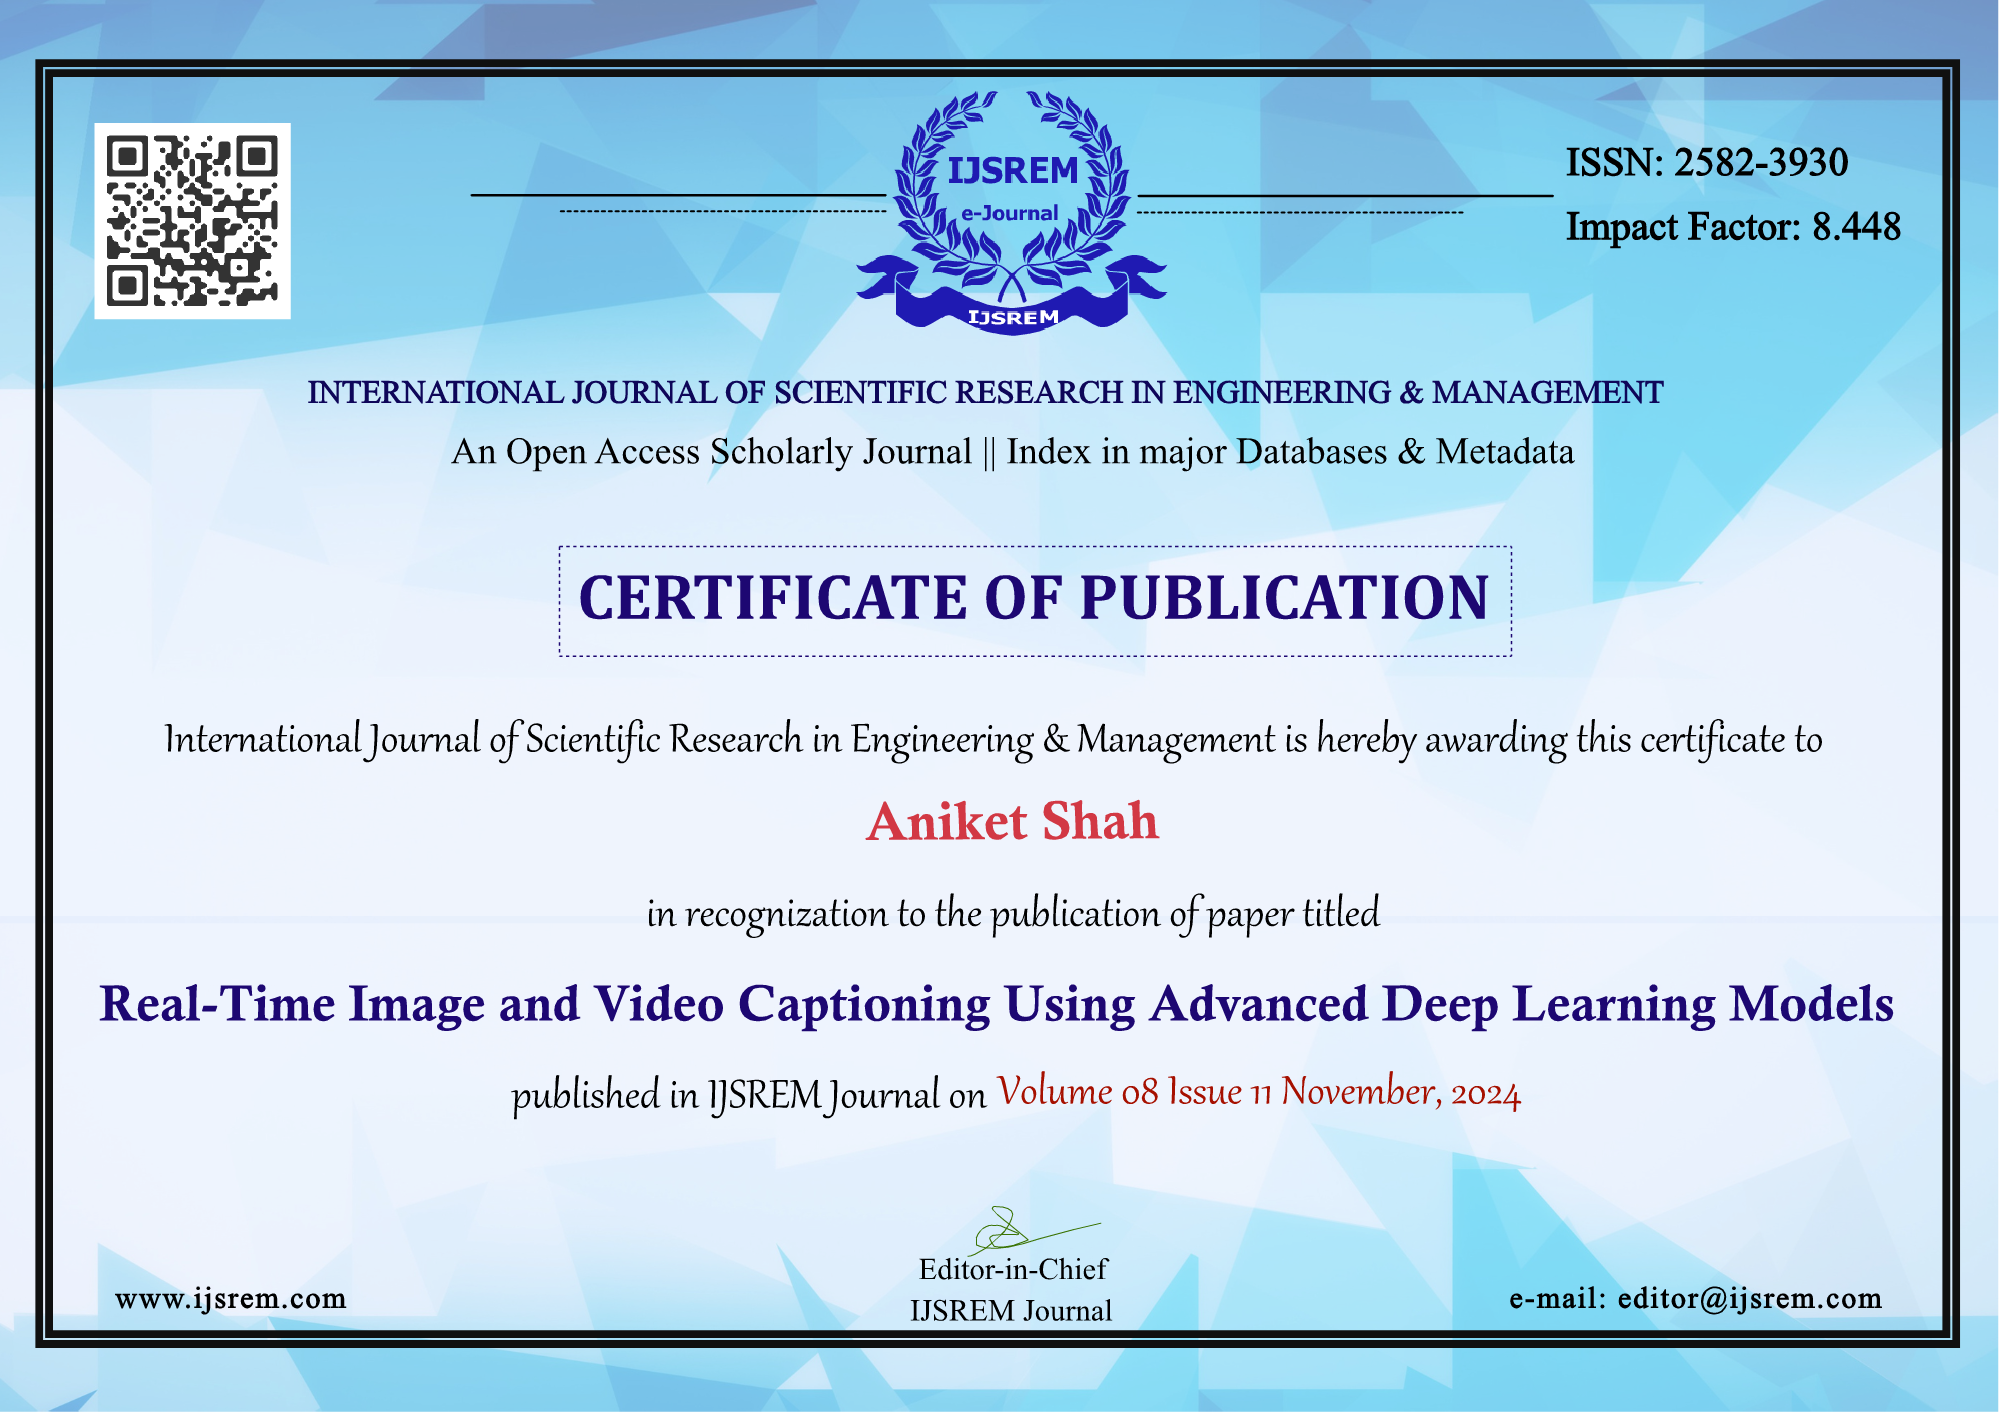 IJSREM
e-Journal
IJSREM
ISSN: 2582-3930
Impact Factor: 8.448
INTERNATIONAL JOURNAL OF SCIENTIFIC RESEARCH IN ENGINEERING & MANAGEMENT
An Open Access Scholarly Journal || Index in major Databases & Metadata
CERTIFICATE OF PUBLICATION
International Journal of Scientific Research in Engineering & Management is hereby awarding this certificate to
Aniket Shah
in recognization to the publication of paper titled
Real-Time Image and Video Captioning Using Advanced Deep Learning Models
published in IJSREM Journal on Volume 08 Issue 11 November, 2024
Editor-in-Chief
IJSREM Journal
www.ijsrem.com
e-mail: editor@ijsrem.com